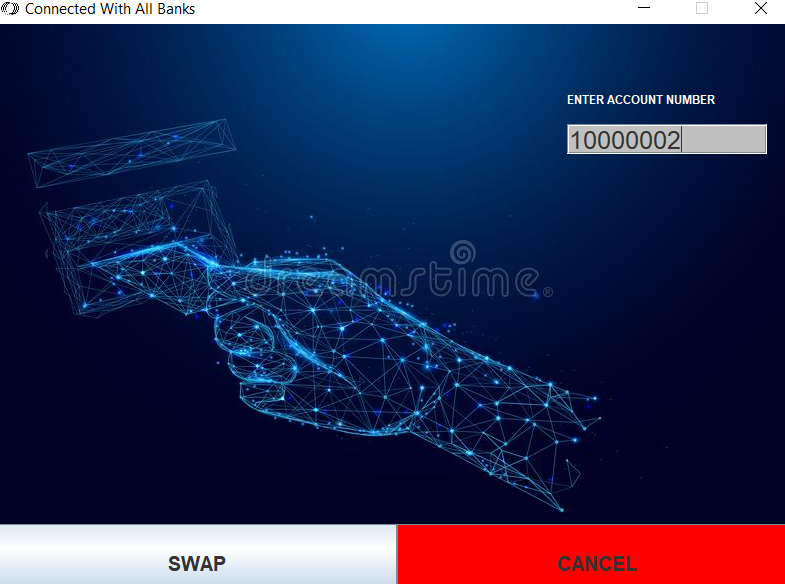 Connected With All Banks
ENTER ACCOUNT NUMBER
10000002
dreamstime®
SWAP
CANCEL